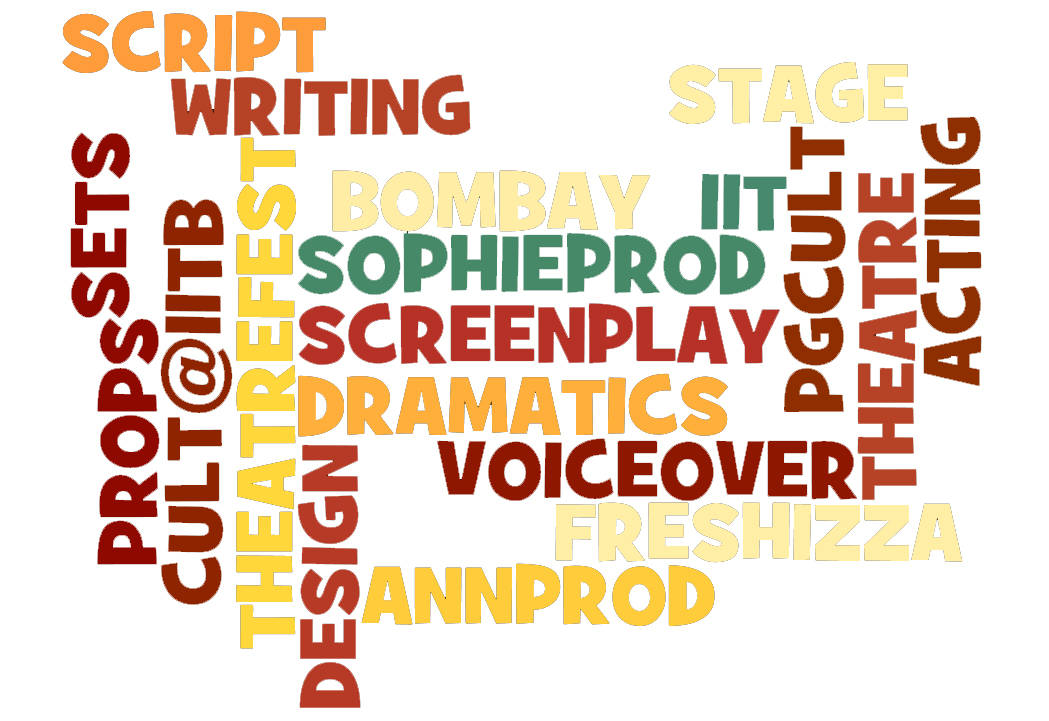 SCRIPT
WRITING
STAGE
SETS
PROPS
CULT@IITB
THEATREFEST
BOMBAY IIT
SOPHIEPROD
SCREENPLAY
DRAMATICS
VOICEOVER
FRESHIZZA
ANNPROD
DESIGN
PGCULT
THEATRE
ACTING